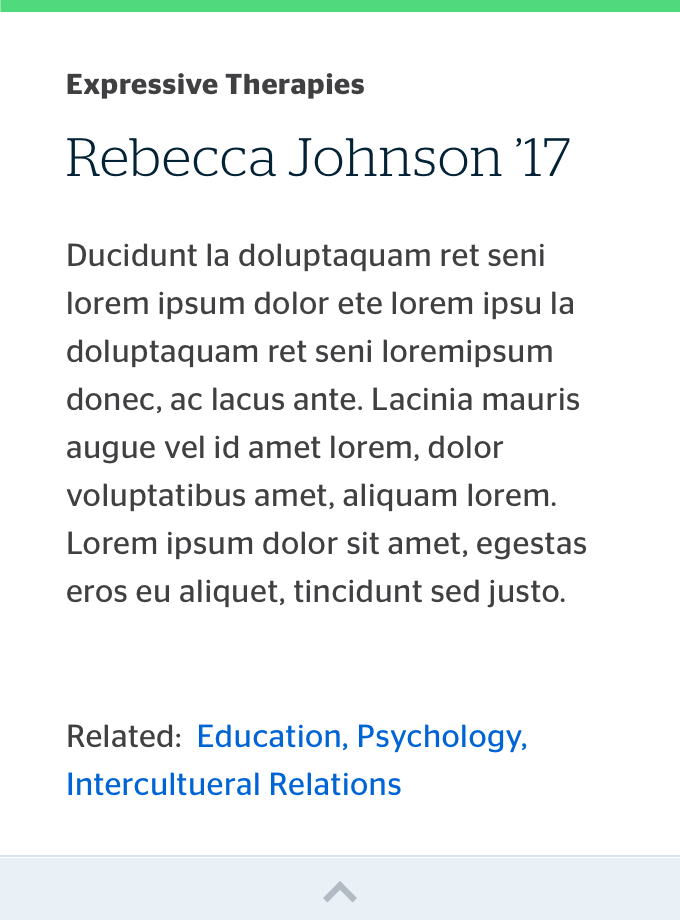 Expressive Therapies
Rebecca Johnson ’17
Ducidunt la doluptaquam ret seni
lorem ipsum dolor ete lorem ipsu la
doluptaquam ret seni loremipsum
donec, ac lacus ante. Lacinia mauris
augue vel id amet lorem, dolor
voluptatibus amet, aliquam lorem.
Lorem ipsum dolor sit amet, egestas
eros eu aliquet, tincidunt sed justo.
Related: Education, Psychology,
Intercultueral Relations